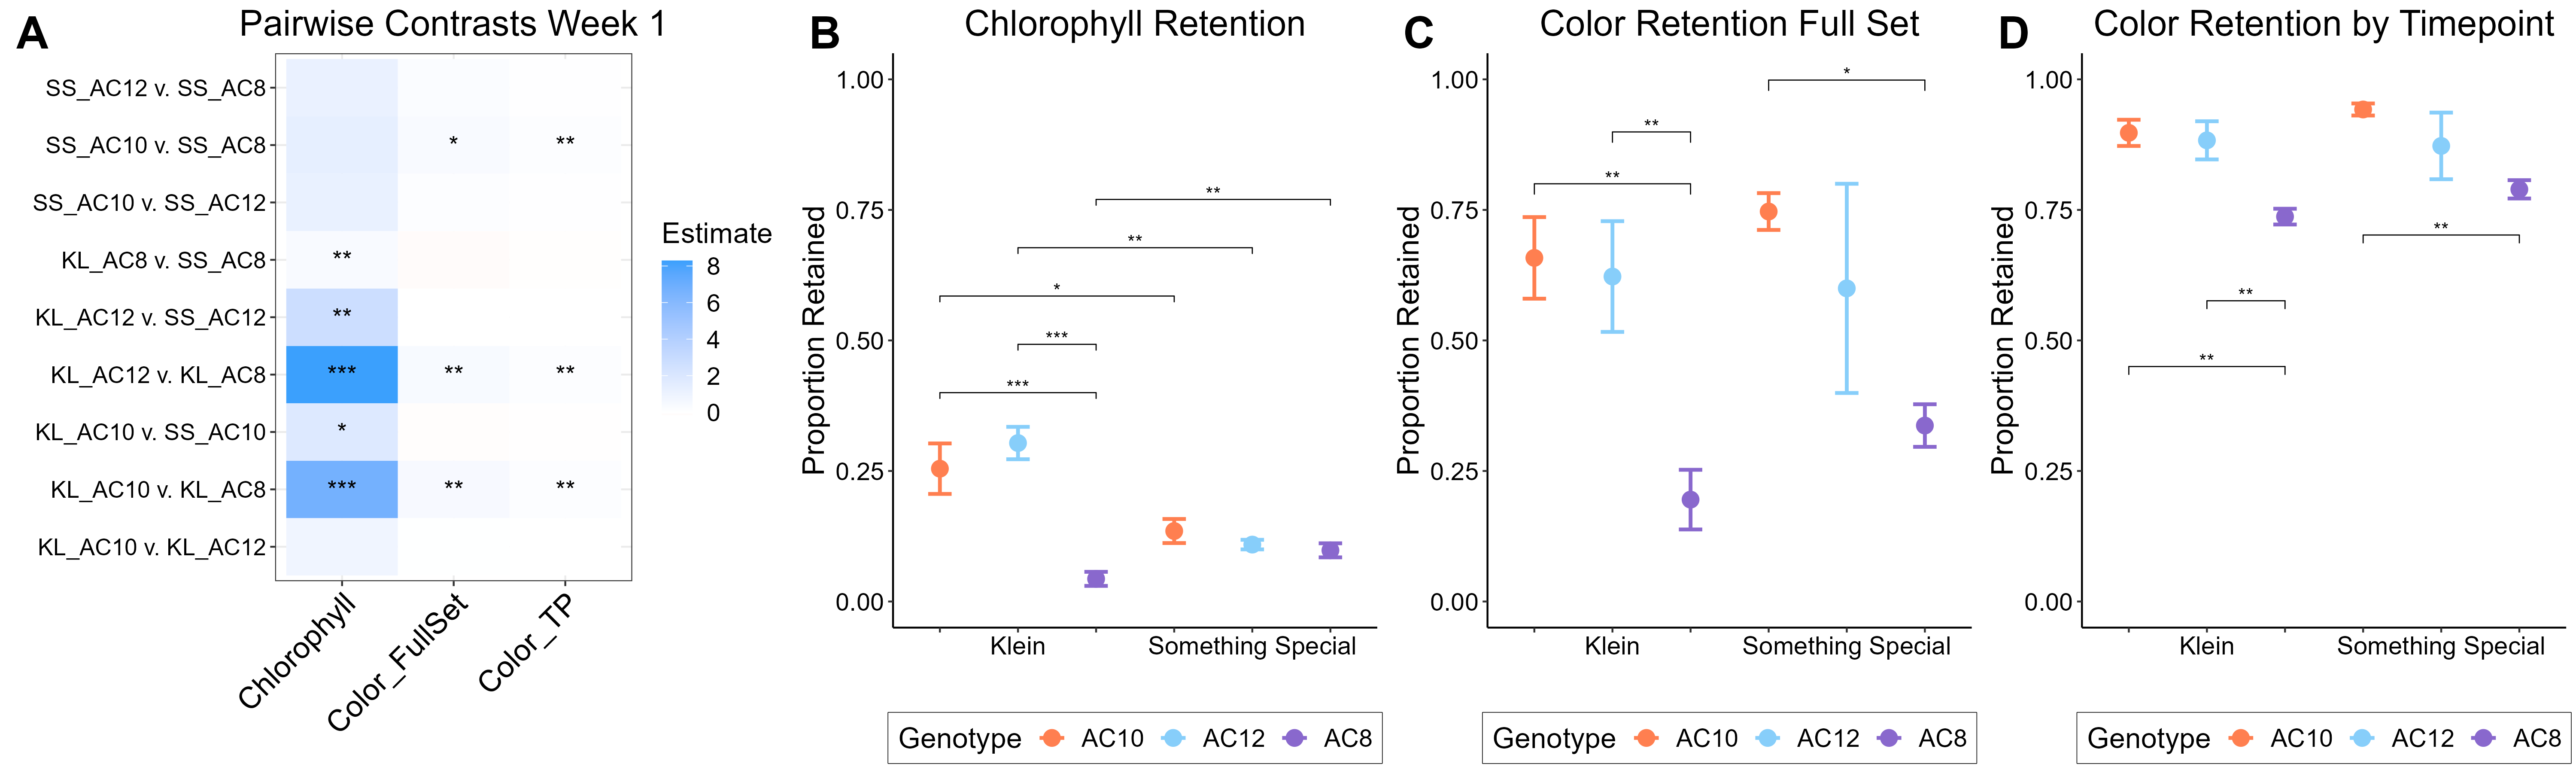 A
Pairwise Contrasts Week 1
SS_AC12 v. SS_AC8
SS_AC10 v. SS_AC8
* **
SS_AC10 v. SS_AC12
KL_AC8 v. SS_AC8
**
KL_AC12 v. SS_AC12
**
KL_AC12 v. KL_AC8
*** ** **
KL_AC10 v. SS_AC10
*
KL_AC10 v. KL_AC8
*** ** **
KL_AC10 v. KL_AC12
Chlorophyll
Color_FullSet
Color_TP
Estimate
8
6
4
2
0
B
Chlorophyll Retention
Proportion Retained
1.00
0.75
0.50
0.25
0.00
**
**
*
***
***
Klein
Something Special
Genotype AC10 AC12 AC8
C
Color Retention Full Set
Proportion Retained
1.00
0.75
0.50
0.25
0.00
*
**
**
Klein
Something Special
Genotype AC10 AC12 AC8
D
Color Retention by Timepoint
Proportion Retained
1.00
0.75
0.50
0.25
0.00
**
**
**
Klein
Something Special
Genotype AC10 AC12 AC8